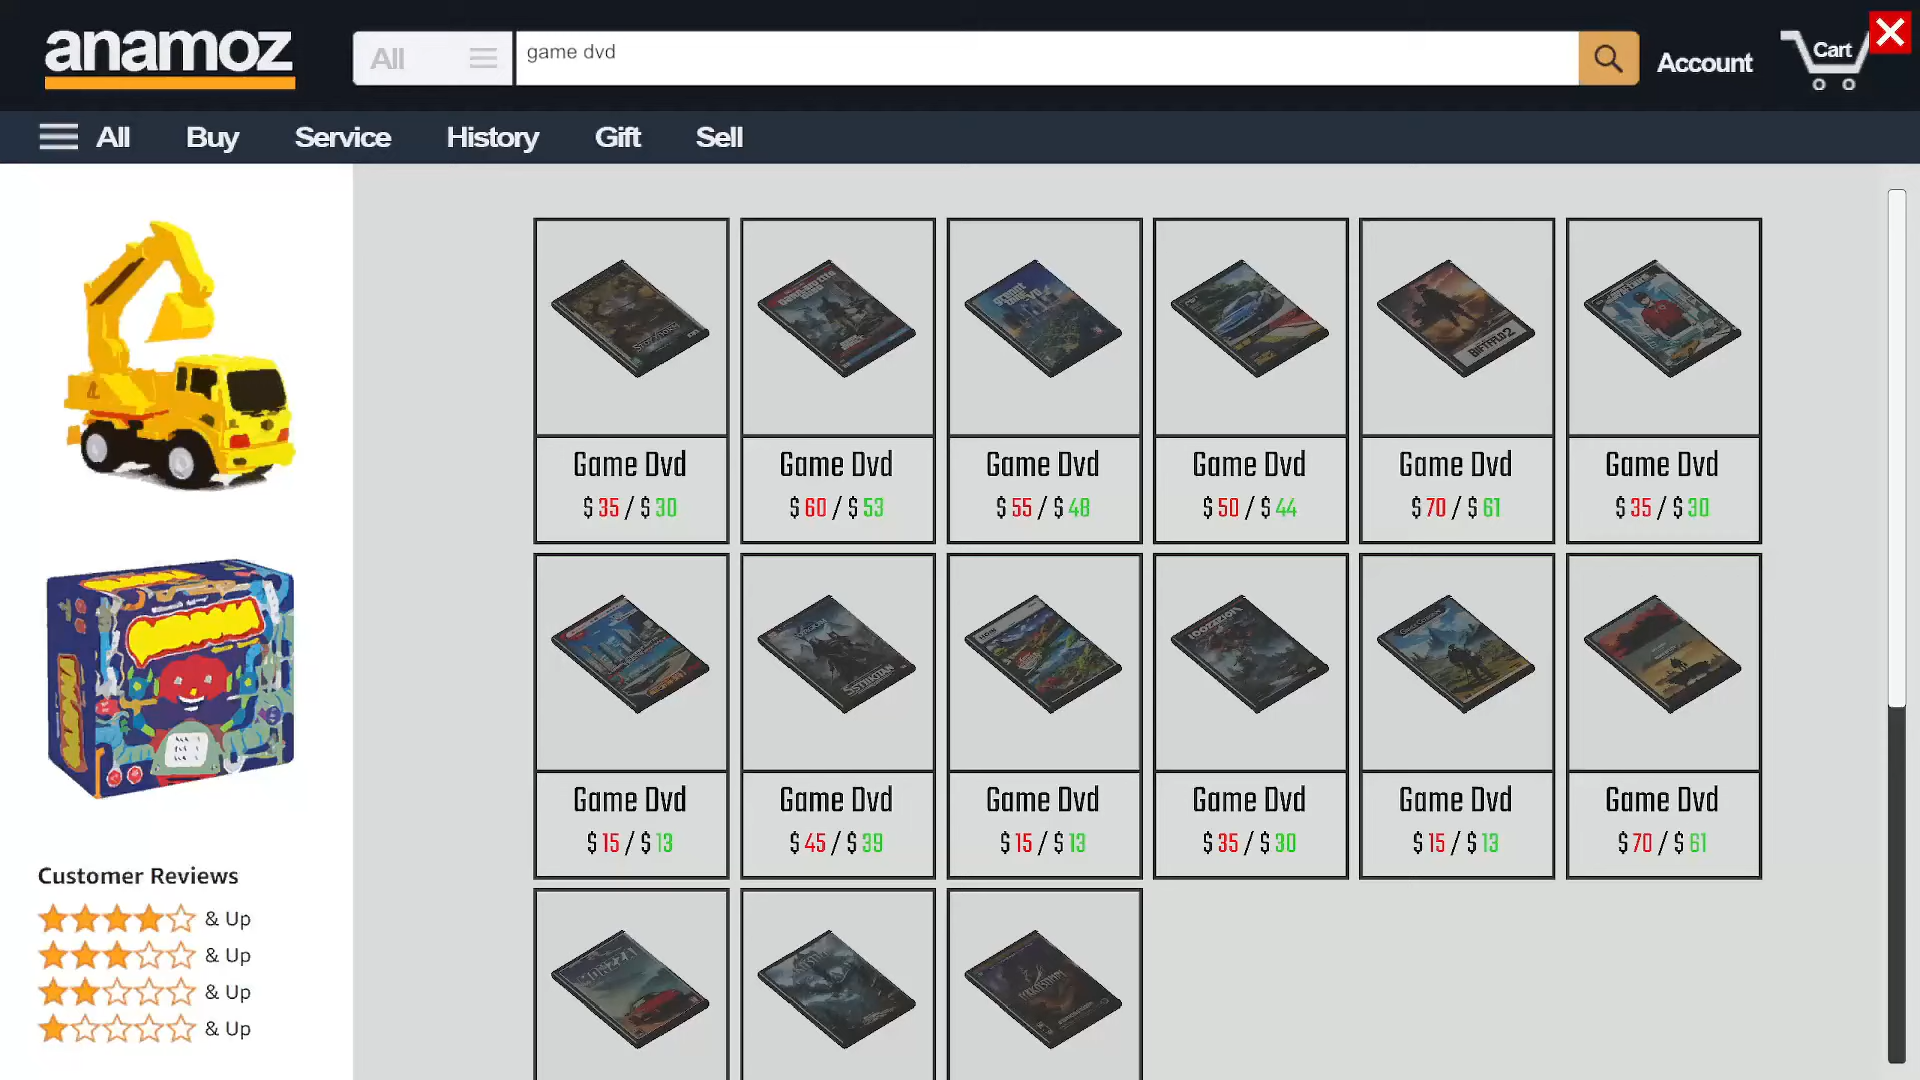 anamoz
All
game dvd
Account
Cart
All Buy Service History Gift Sell
Game Dvd
$ 35 / $ 30
Game Dvd
$ 60 / $ 53
Game Dvd
$ 55 / $ 48
Game Dvd
$ 50 / $ 44
Game Dvd
$ 70 / $ 61
Game Dvd
$ 35 / $ 30
Game Dvd
$ 15 / $ 13
Game Dvd
$ 45 / $ 39
Game Dvd
$ 15 / $ 13
Game Dvd
$ 35 / $ 30
Game Dvd
$ 15 / $ 13
Game Dvd
$ 70 / $ 61
Customer Reviews
& Up
& Up
& Up
& Up